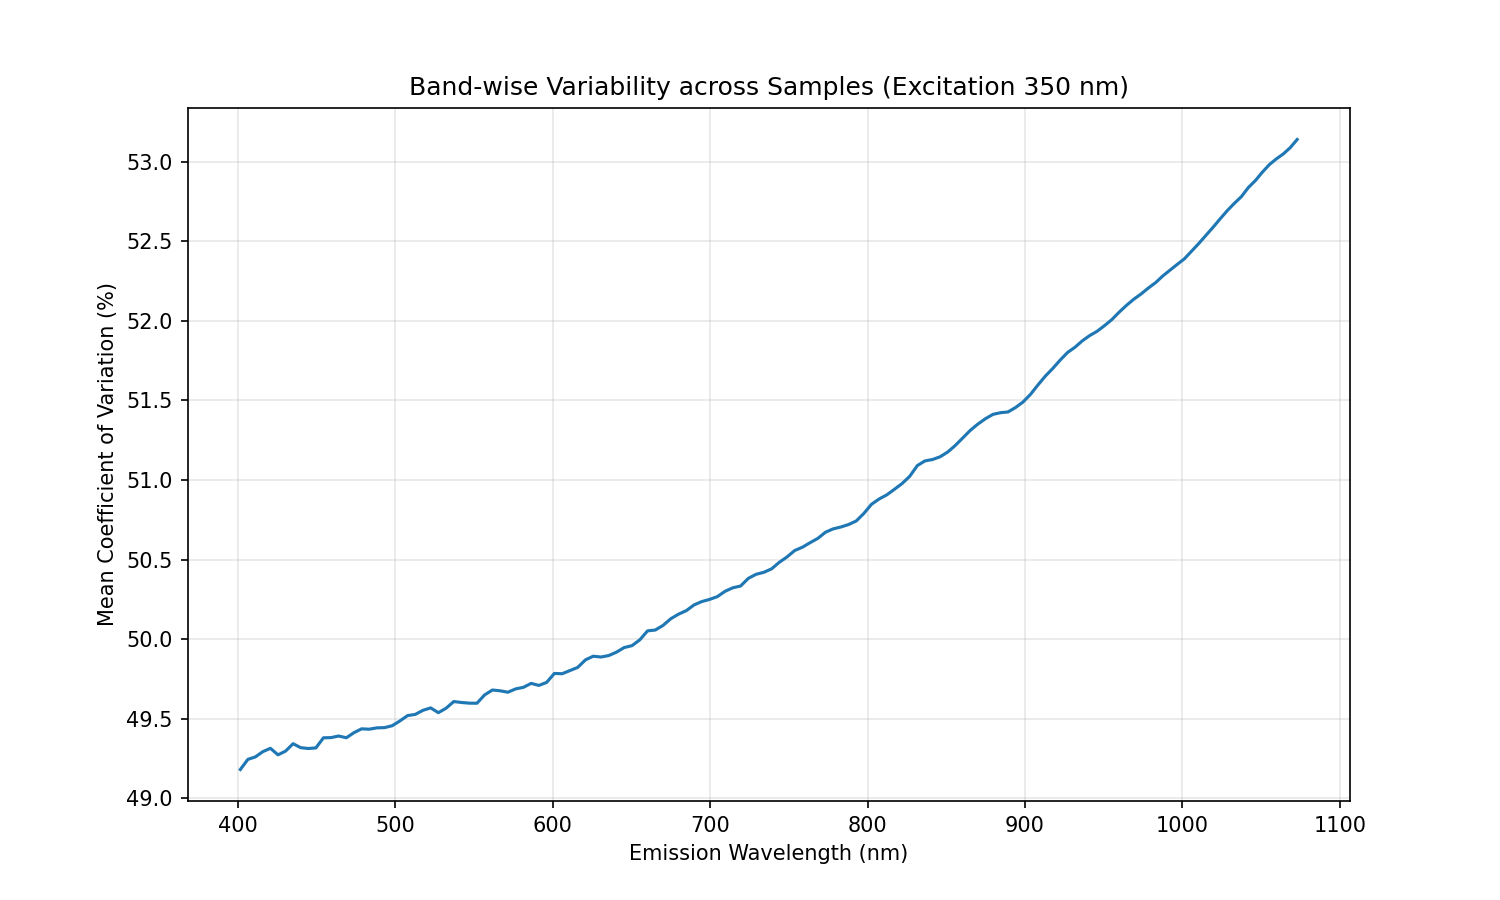 Band-wise Variability across Samples (Excitation 350 nm)
Mean Coefficient of Variation (%)
53.0
52.5
52.0
51.5
51.0
50.5
50.0
49.5
49.0
400 500 600 700 800 900 1000 1100
Emission Wavelength (nm)